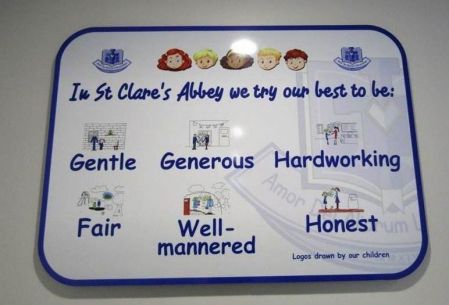 In St Clare's Abbey we try our best to be:
Gentle Generous Hardworking
Fair Well-
mannered Honest
Logos drawn by our children
Amor